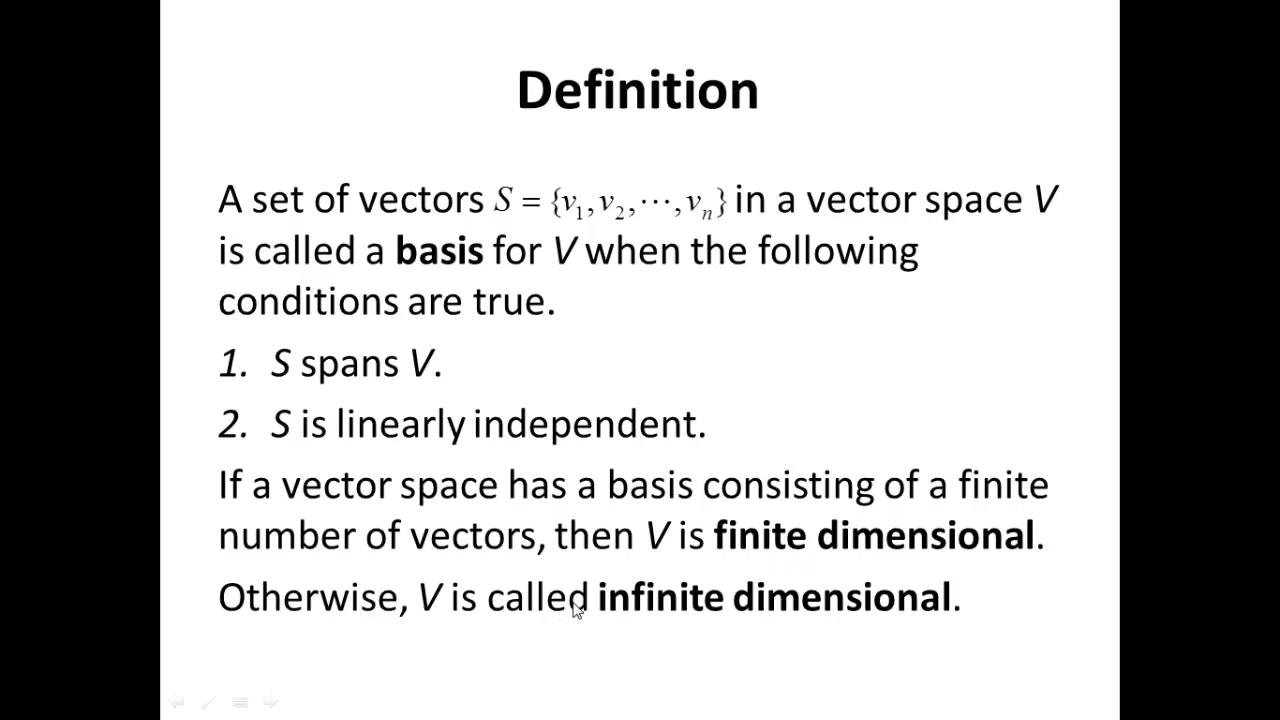 Definition
A set of vectors S = {v₁, v₂, ⋯, vₙ} in a vector space V
is called a basis for V when the following
conditions are true.
1. S spans V.
2. S is linearly independent.
If a vector space has a basis consisting of a finite
number of vectors, then V is finite dimensional.
Otherwise, V is called infinite dimensional.